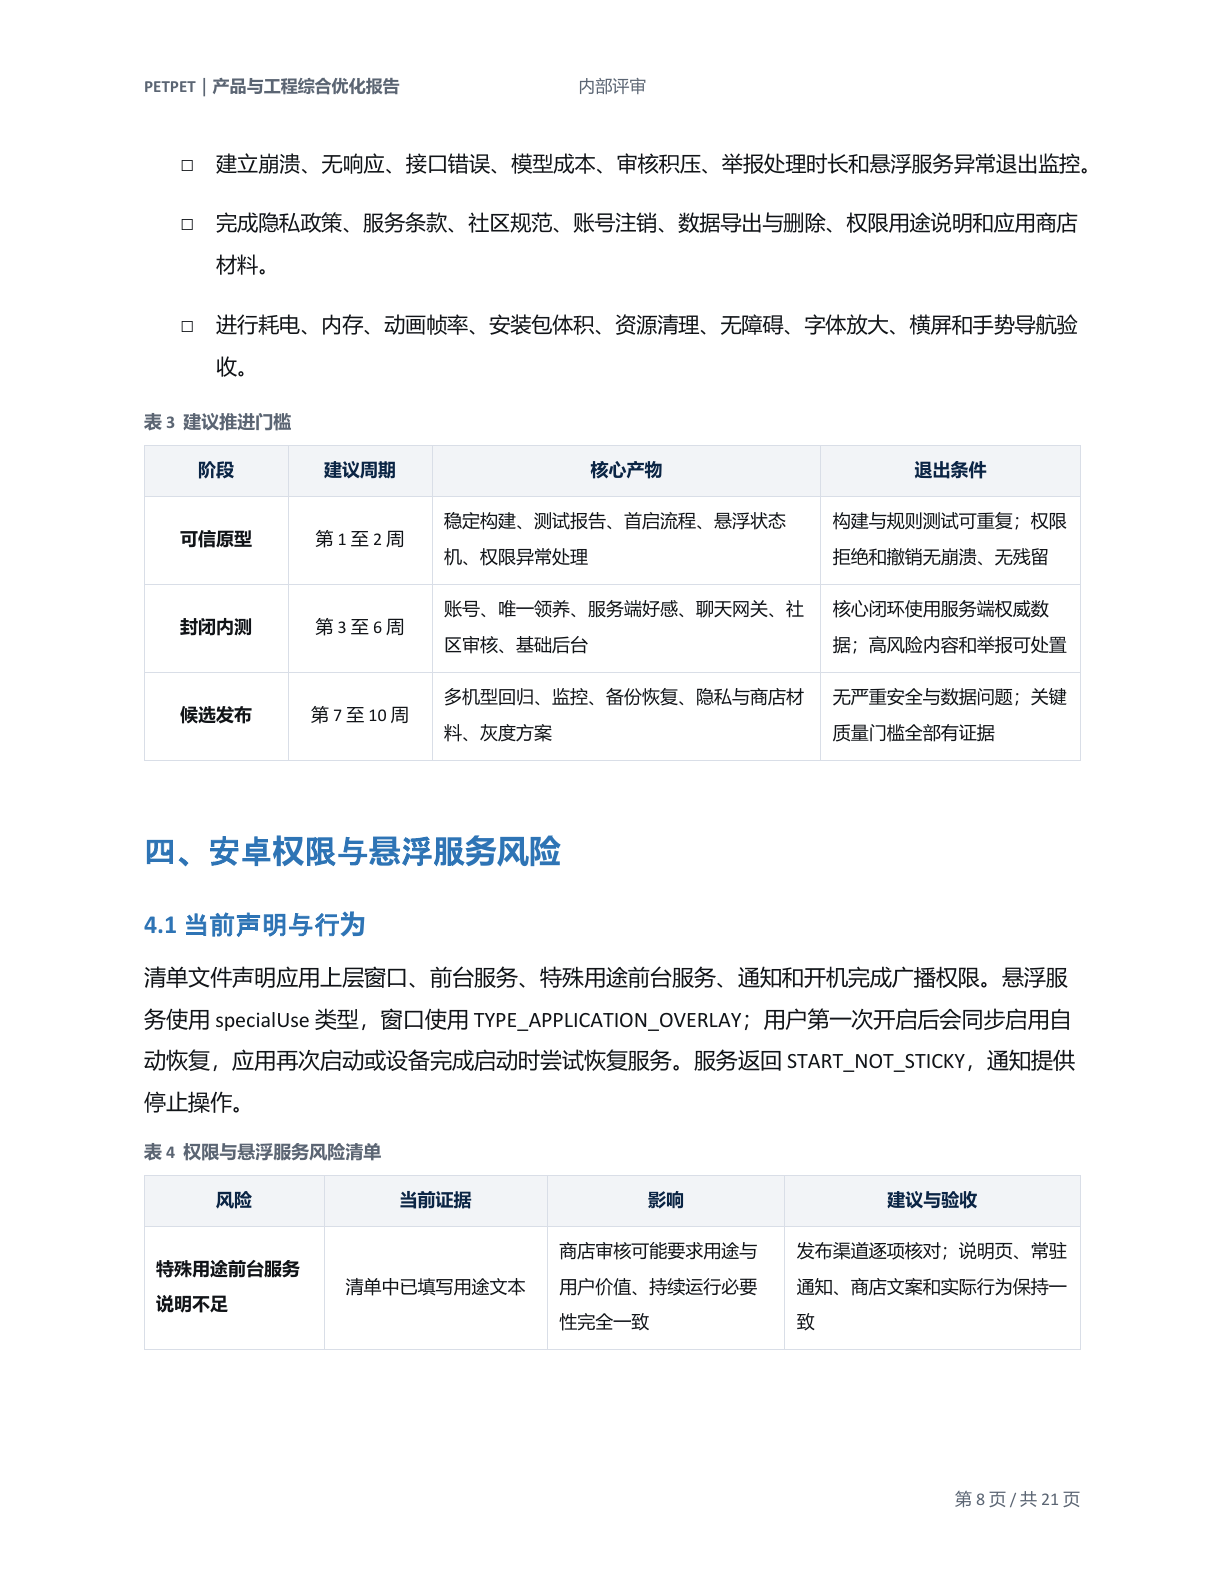 PETPET｜产品与工程综合优化报告
内部评审
□ 建立崩溃、无响应、接口错误、模型成本、审核积压、举报处理时长和悬浮服务异常退出监控。
□ 完成隐私政策、服务条款、社区规范、账号注销、数据导出与删除、权限用途说明和应用商店
材料。
□ 进行耗电、内存、动画帧率、安装包体积、资源清理、无障碍、字体放大、横屏和手势导航验
收。
表 3 建议推进门槛
阶段 建议周期 核心产物 退出条件
可信原型 第 1 至 2 周
稳定构建、测试报告、首启流程、悬浮状态
机、权限异常处理
构建与规则测试可重复；权限
拒绝和撤销无崩溃、无残留
封闭内测 第 3 至 6 周
账号、唯一领养、服务端好感、聊天网关、社
区审核、基础后台
核心闭环使用服务端权威数
据；高风险内容和举报可处置
候选发布 第 7 至 10 周
多机型回归、监控、备份恢复、隐私与商店材
料、灰度方案
无严重安全与数据问题；关键
质量门槛全部有证据
四、安卓权限与悬浮服务风险
4.1 当前声明与行为
清单文件声明应用上层窗口、前台服务、特殊用途前台服务、通知和开机完成广播权限。悬浮服
务使用 specialUse 类型，窗口使用 TYPE_APPLICATION_OVERLAY；用户第一次开启后会同步启用自
动恢复，应用再次启动或设备完成启动时尝试恢复服务。服务返回 START_NOT_STICKY，通知提供
停止操作。
表 4 权限与悬浮服务风险清单
风险 当前证据 影响 建议与验收
特殊用途前台服务
说明不足
清单中已填写用途文本
商店审核可能要求用途与
用户价值、持续运行必要
性完全一致
发布渠道逐项核对；说明页、常驻
通知、商店文案和实际行为保持一
致
第 8 页 / 共 21 页